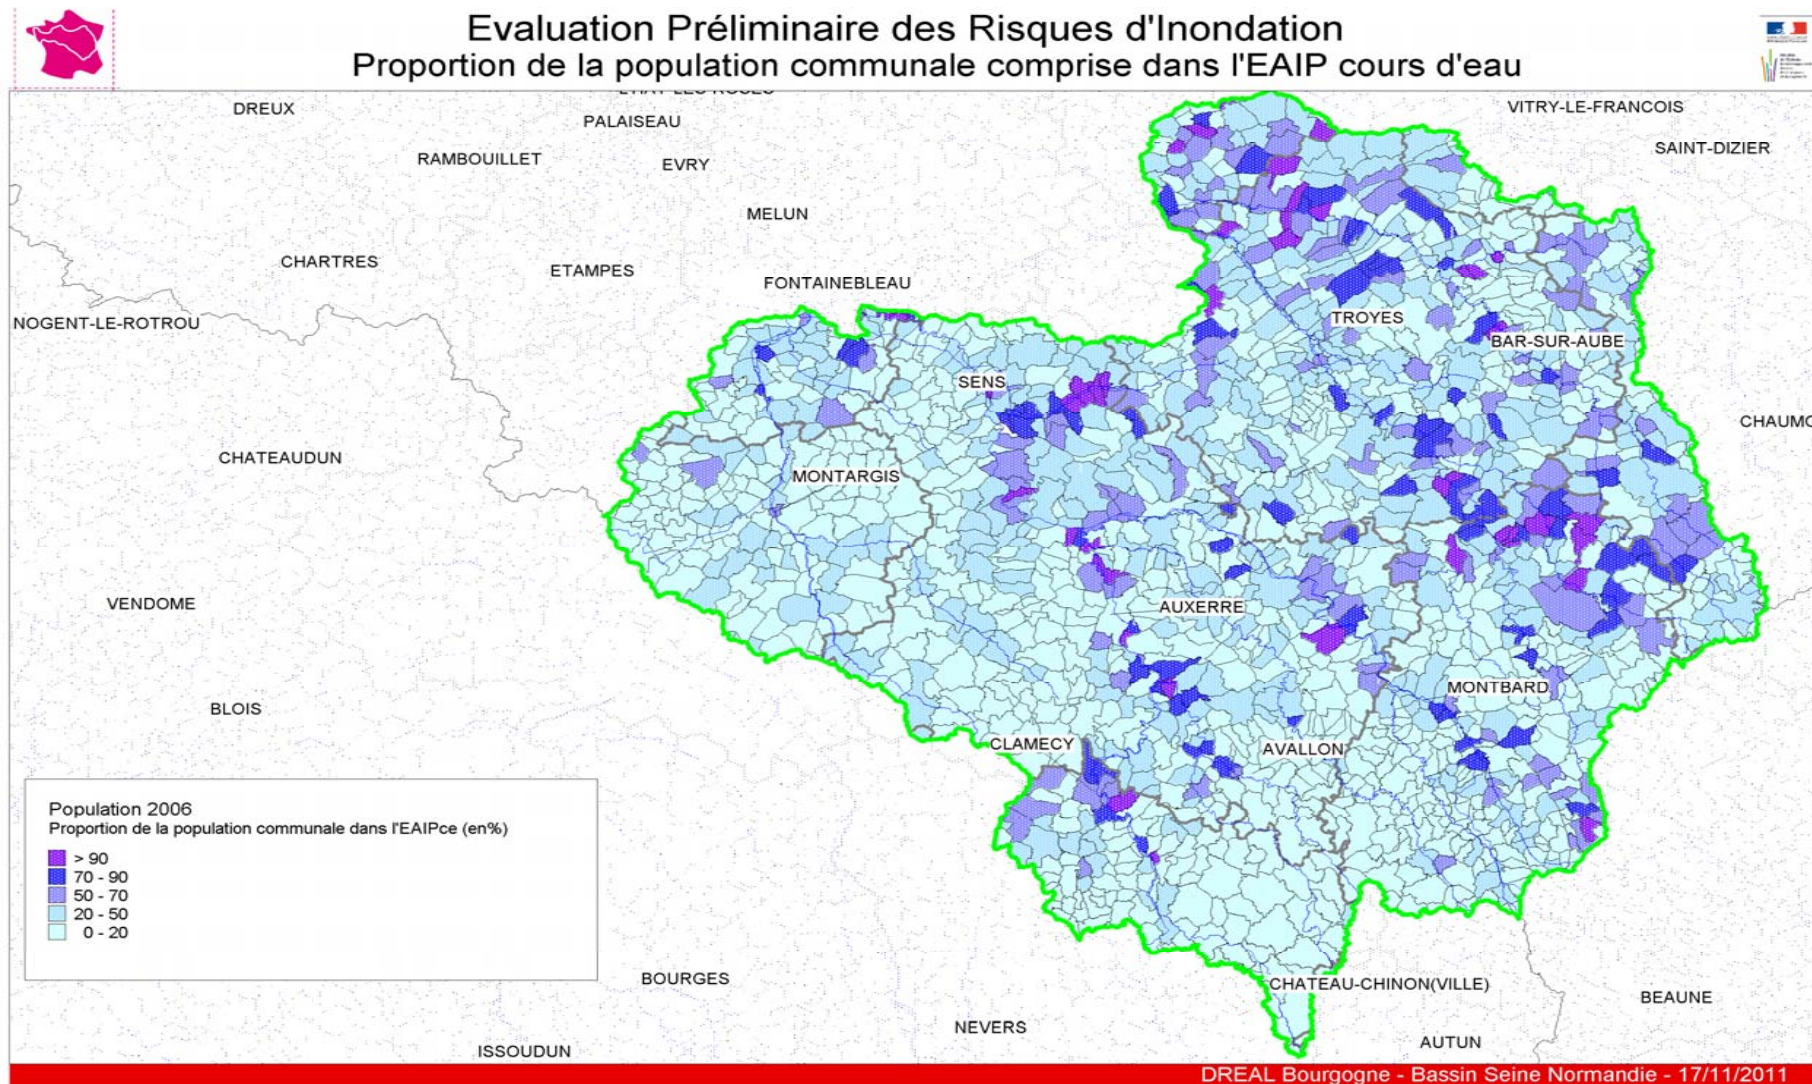 Evaluation Préliminaire des Risques d'Inondation
Proportion de la population communale comprise dans l'EAIP cours d'eau
DREUX
PALAISEAU
VITRY-LE-FRANCOIS
RAMBOUILLET
EVRY
SAINT-DIZIER
MELUN
CHARTRES
ETAMPES
FONTAINEBLEAU
NOGENT-LE-ROTROU
TROYES
BAR-SUR-AUBE
SENS
CHAUMO
CHATEAUDUN
MONTARGIS
VENDOME
AUXERRE
MONTBARD
BLOIS
CLAMECY
AVALLON
Population 2006
Proportion de la population communale dans l'EAIPce (en%)
> 90
70 - 90
50 - 70
20 - 50
0 - 20
BOURGES
CHATEAU-CHINON(VILLE)
BEAUNE
NEVERS
AUTUN
ISSOUDUN
DREAL Bourgogne - Bassin Seine Normandie - 17/11/2011